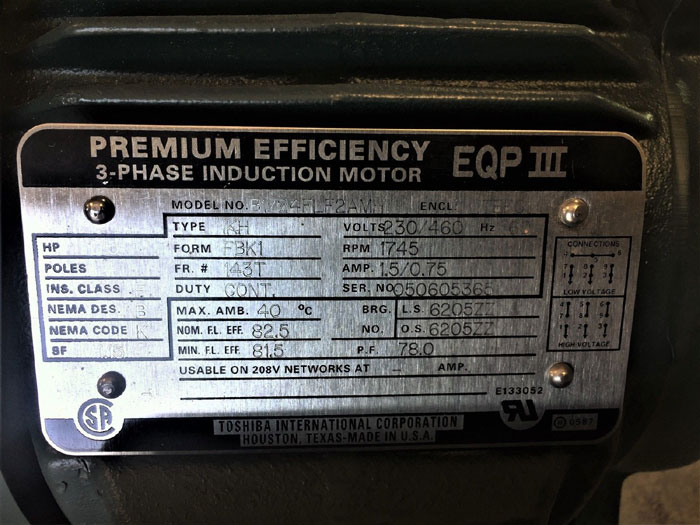 PREMIUM EFFICIENCY EQP III
3-PHASE INDUCTION MOTOR
MODEL NO. ENCL.
TYPE KH VOLTS 230/460 Hz
HP FORM FBK1 RPM 1745
POLES FR. # 143T AMP. 1.5/0.75
INS. CLASS DUTY CONT. SER. NO. 050605365
NEMA DES. B MAX. AMB. 40 °C BRG. L.S. 6205ZZ
NEMA CODE K NOM. F.L. EFF. 82.5 NO. O.S. 6205ZZ
SF MIN. F.L. EFF. 81.5 P.F. 78.0
USABLE ON 208V NETWORKS AT - AMP.
CONNECTIONS
LOW VOLTAGE
HIGH VOLTAGE
E133052
TOSHIBA INTERNATIONAL CORPORATION
HOUSTON, TEXAS-MADE IN U.S.A.